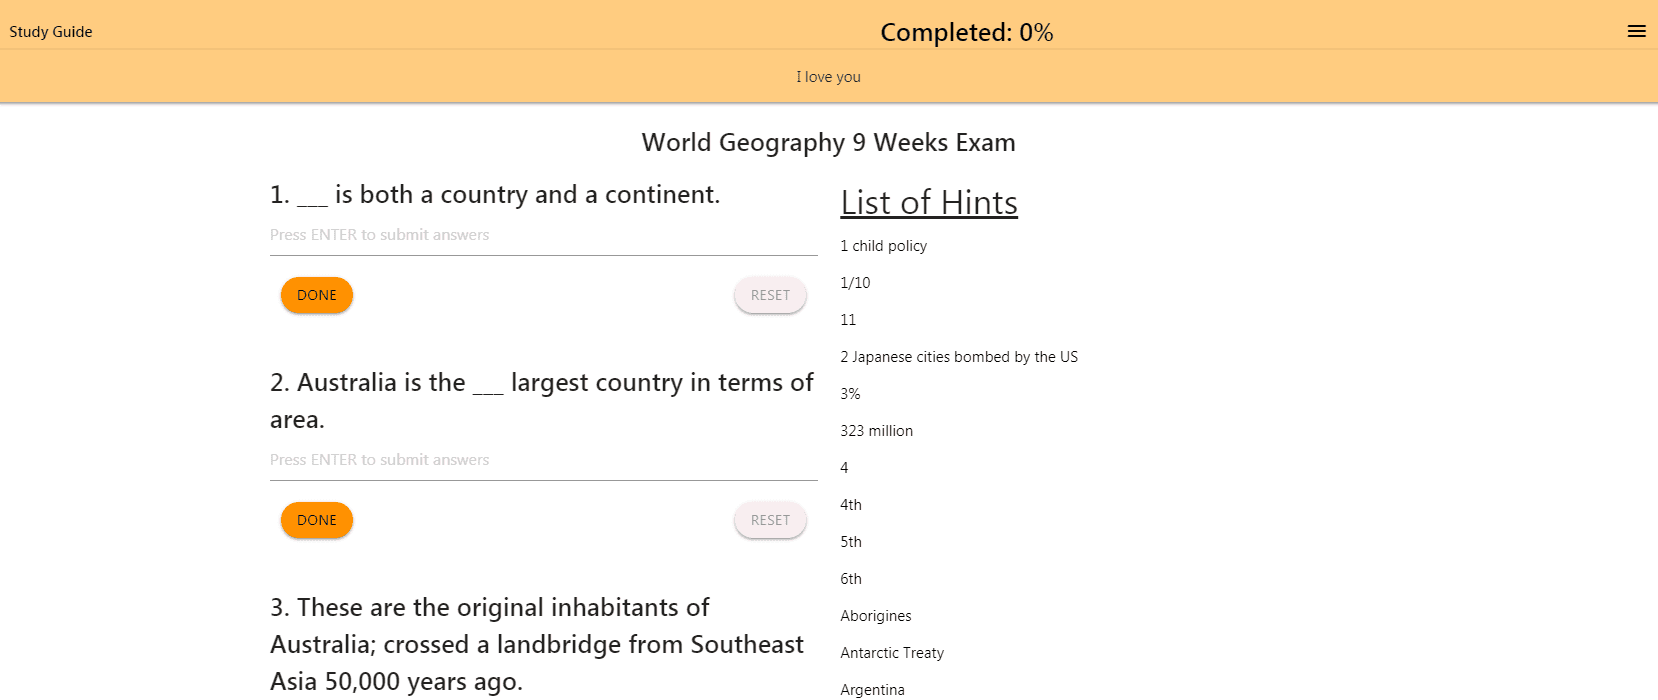 Study Guide
Completed: 0%
I love you
World Geography 9 Weeks Exam
1. ___ is both a country and a continent.
Press ENTER to submit answers
DONE
RESET
2. Australia is the ___ largest country in terms of
area.
Press ENTER to submit answers
DONE
RESET
3. These are the original inhabitants of
Australia; crossed a landbridge from Southeast
Asia 50,000 years ago.
List of Hints
1 child policy
1/10
11
2 Japanese cities bombed by the US
3%
323 million
4
4th
5th
6th
Aborigines
Antarctic Treaty
Argentina